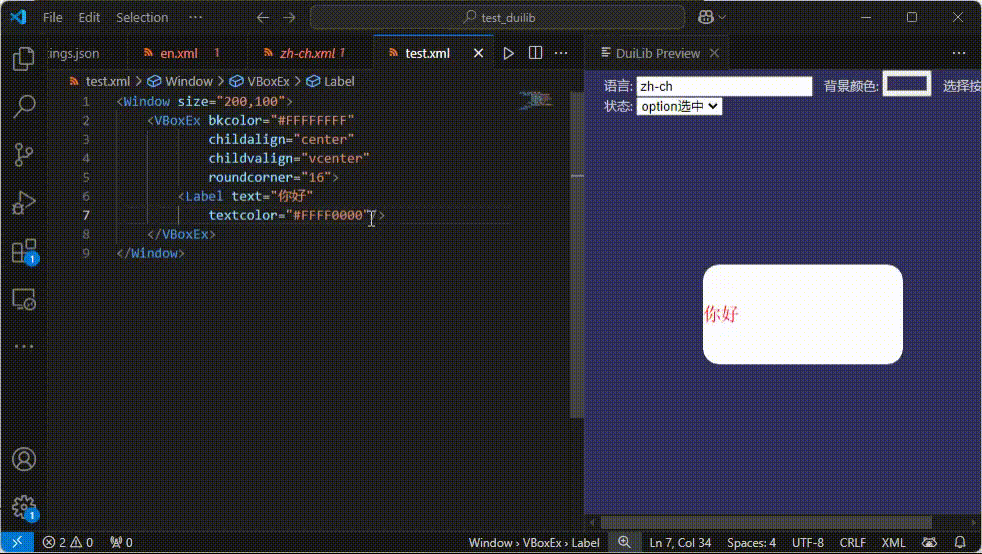 File Edit Selection ··· test_duilib
ings.json en.xml 1 zh-ch.xml 1 test.xml
DuiLib Preview
test.xml > Window > VBoxEx > Label
1 <Window size="200,100">
2 <VBoxEx bkcolor="#FFFFFFFF"
3 childalign="center"
4 childvalign="vcenter"
5 roundcorner="16">
6 <Label text="你好"
7 textcolor="#FFFF0000"/>
8 </VBoxEx>
9 </Window>
语言: zh-ch 背景颜色: 选择按
状态: option选中
你好
1
1
2 0 0 Window › VBoxEx › Label Ln 7, Col 34 Spaces: 4 UTF-8 CRLF XML